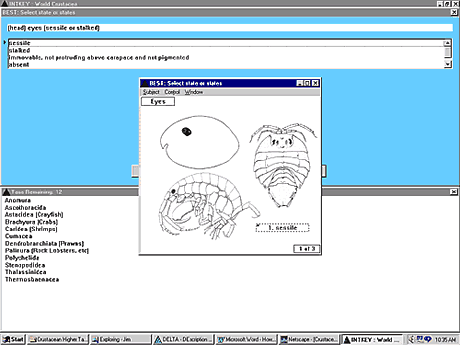 INTKEY : World Crustacea
BEST: Select state or states
(head) eyes (sessile or stalked)
sessile
stalked
immovable, not protruding above carapace and not pigmented
absent
BEST: Select state or states
Subject Control Window
Eyes
1. sessile
1 of 3
Taxa Remaining: 12
Anomura
Ascothoracida
Astacidea (Crayfish)
Brachyura (Crabs)
Caridea (Shrimps)
Cumacea
Dendrobranchiata (Prawns)
Palinura (Rock Lobsters, etc)
Polychelida
Stenopodidea
Thalassinidea
Thermosbaenacea
Start
Crustacean Higher Ta...
Exploring - Jim
DELTA - DEscription ...
Microsoft Word - How...
Netscape - [Crustace...
INTKEY : World Cr...
10:35 AM